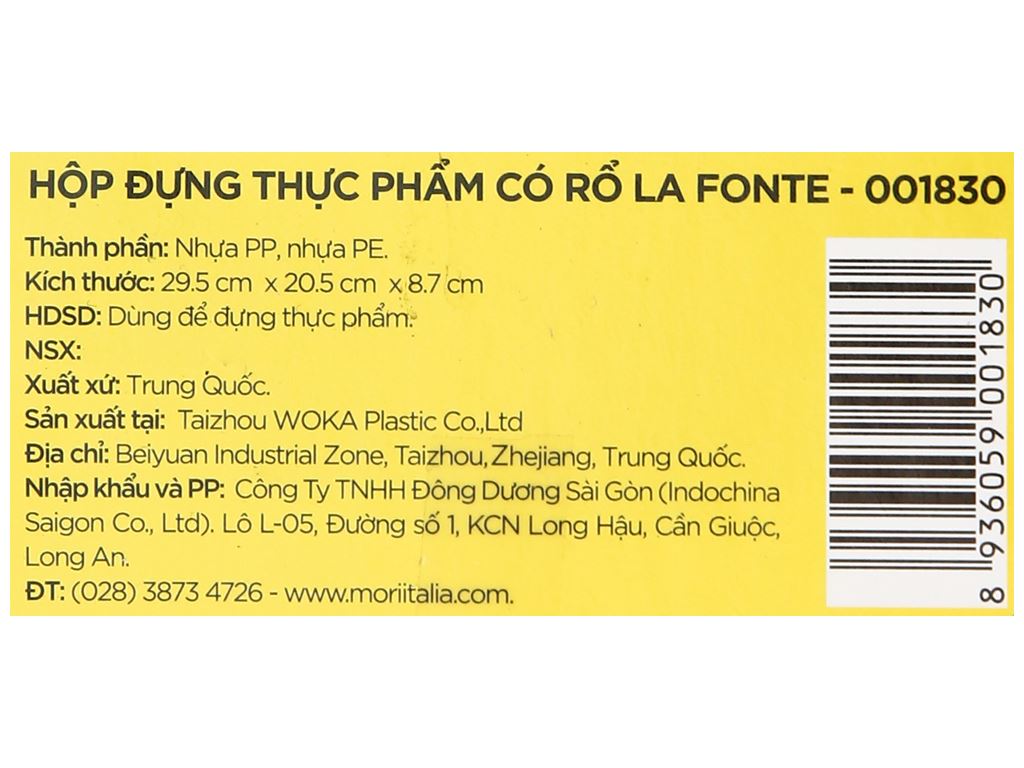 HỘP ĐỰNG THỰC PHẨM CÓ RỔ LA FONTE - 001830
Thành phần: Nhựa PP, nhựa PE.
Kích thước: 29.5 cm x 20.5 cm x 8.7 cm
HDSD: Dùng để đựng thực phẩm.
NSX:
Xuất xứ: Trung Quốc.
Sản xuất tại: Taizhou WOKA Plastic Co.,Ltd
Địa chỉ: Beiyuan Industrial Zone, Taizhou, Zhejiang, Trung Quốc.
Nhập khẩu và PP: Công Ty TNHH Đông Dương Sài Gòn (Indochina
Saigon Co., Ltd). Lô L-05, Đường số 1, KCN Long Hậu, Cần Giuộc,
Long An.
ĐT: (028) 3873 4726 - www.moriitalia.com.
8 936059 001830